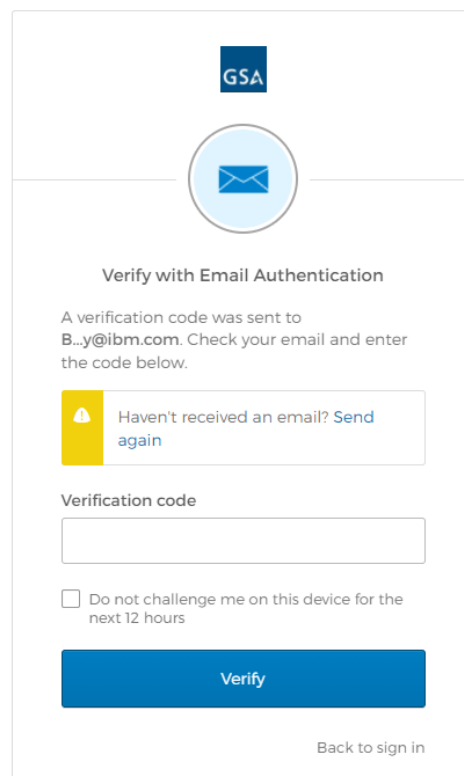 GSA
Verify with Email Authentication
A verification code was sent to
B...y@ibm.com. Check your email and enter
the code below.
Haven't received an email? Send
again
Verification code
Do not challenge me on this device for the
next 12 hours
Verify
Back to sign in